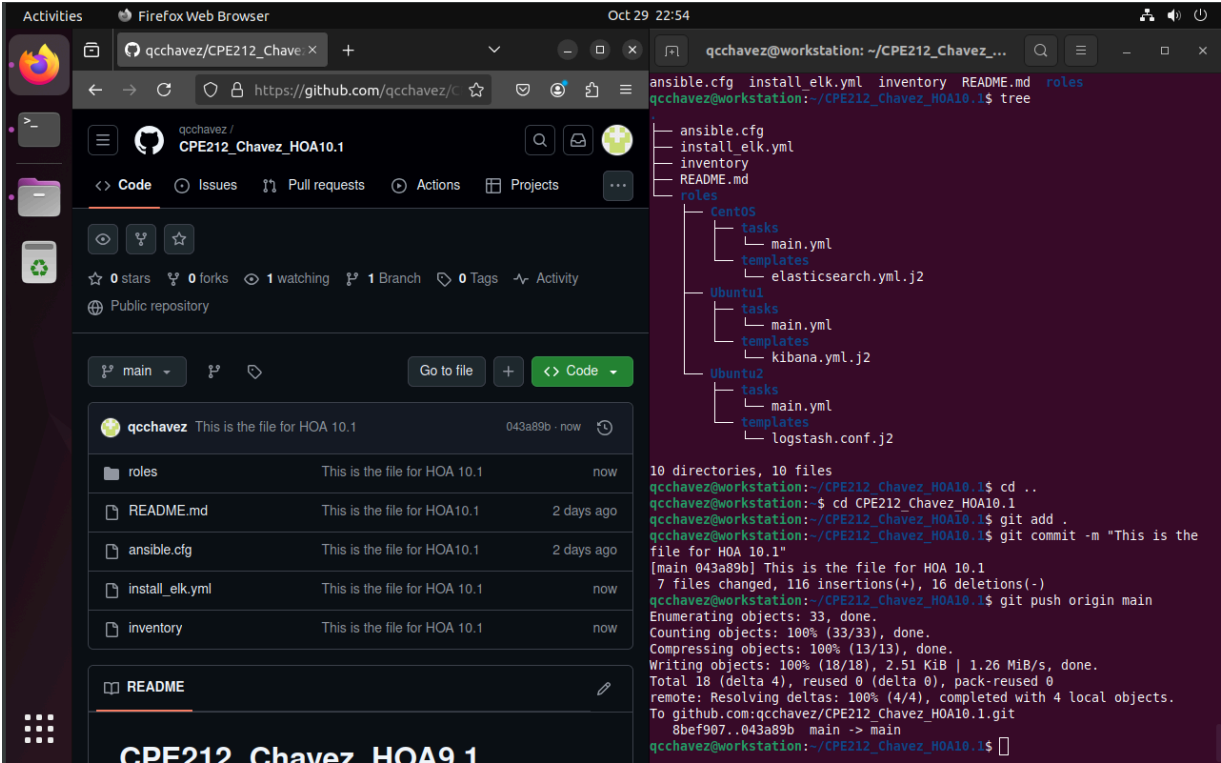 Activities
Firefox Web Browser
Oct 29 22:54
qcchavez/CPE212_Chave
https://github.com/qcchavez/C
qcchavez /
CPE212_Chavez_HOA10.1
Code
Issues
Pull requests
Actions
Projects
0 stars
0 forks
1 watching
1 Branch
0 Tags
Activity
Public repository
main
Go to file
Code
qcchavez This is the file for HOA 10.1 043a89b · now
roles This is the file for HOA 10.1 now
README.md This is the file for HOA10.1 2 days ago
ansible.cfg This is the file for HOA10.1 2 days ago
install_elk.yml This is the file for HOA 10.1 now
inventory This is the file for HOA 10.1 now
README
CPE212_Chavez_HOA9.1
qcchavez@workstation: ~/CPE212_Chavez_...
ansible.cfg install_elk.yml inventory README.md roles
qcchavez@workstation:~/CPE212_Chavez_HOA10.1$ tree
.
├── ansible.cfg
├── install_elk.yml
├── inventory
├── README.md
└── roles
    ├── CentOS
    │   ├── tasks
    │   │   └── main.yml
    │   └── templates
    │       └── elasticsearch.yml.j2
    ├── Ubuntu1
    │   ├── tasks
    │   │   └── main.yml
    │   └── templates
    │       └── kibana.yml.j2
    └── Ubuntu2
        ├── tasks
        │   └── main.yml
        └── templates
            └── logstash.conf.j2
10 directories, 10 files
qcchavez@workstation:~/CPE212_Chavez_HOA10.1$ cd ..
qcchavez@workstation:~$ cd CPE212_Chavez_HOA10.1
qcchavez@workstation:~/CPE212_Chavez_HOA10.1$ git add .
qcchavez@workstation:~/CPE212_Chavez_HOA10.1$ git commit -m "This is the
file for HOA 10.1"
[main 043a89b] This is the file for HOA 10.1
7 files changed, 116 insertions(+), 16 deletions(-)
qcchavez@workstation:~/CPE212_Chavez_HOA10.1$ git push origin main
Enumerating objects: 33, done.
Counting objects: 100% (33/33), done.
Compressing objects: 100% (13/13), done.
Writing objects: 100% (18/18), 2.51 KiB | 1.26 MiB/s, done.
Total 18 (delta 4), reused 0 (delta 0), pack-reused 0
remote: Resolving deltas: 100% (4/4), completed with 4 local objects.
To github.com:qcchavez/CPE212_Chavez_HOA10.1.git
8bef907..043a89b main -> main
qcchavez@workstation:~/CPE212_Chavez_HOA10.1$